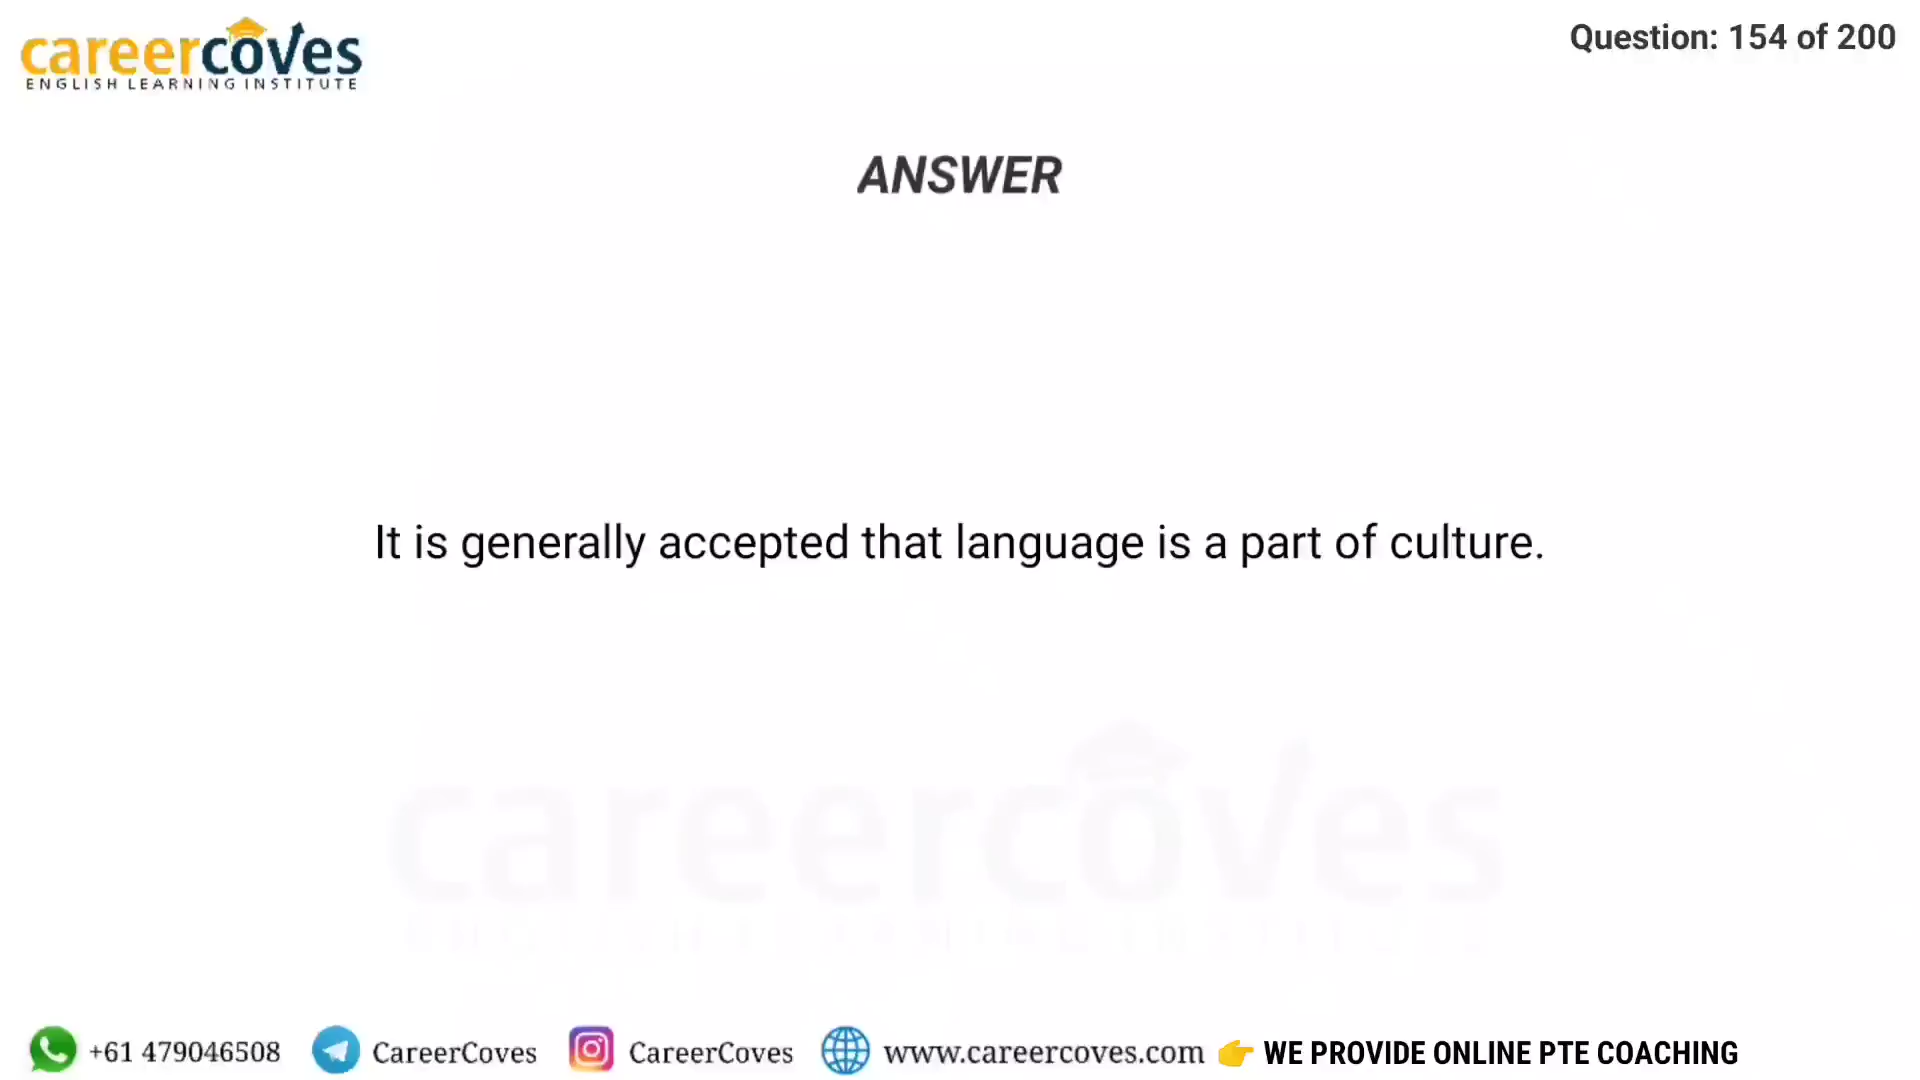 careercoves
ENGLISH LEARNING INSTITUTE
Question: 154 of 200
ANSWER
It is generally accepted that language is a part of culture.
careercoves
+61 479046508 CareerCoves CareerCoves www.careercoves.com 👉 WE PROVIDE ONLINE PTE COACHING